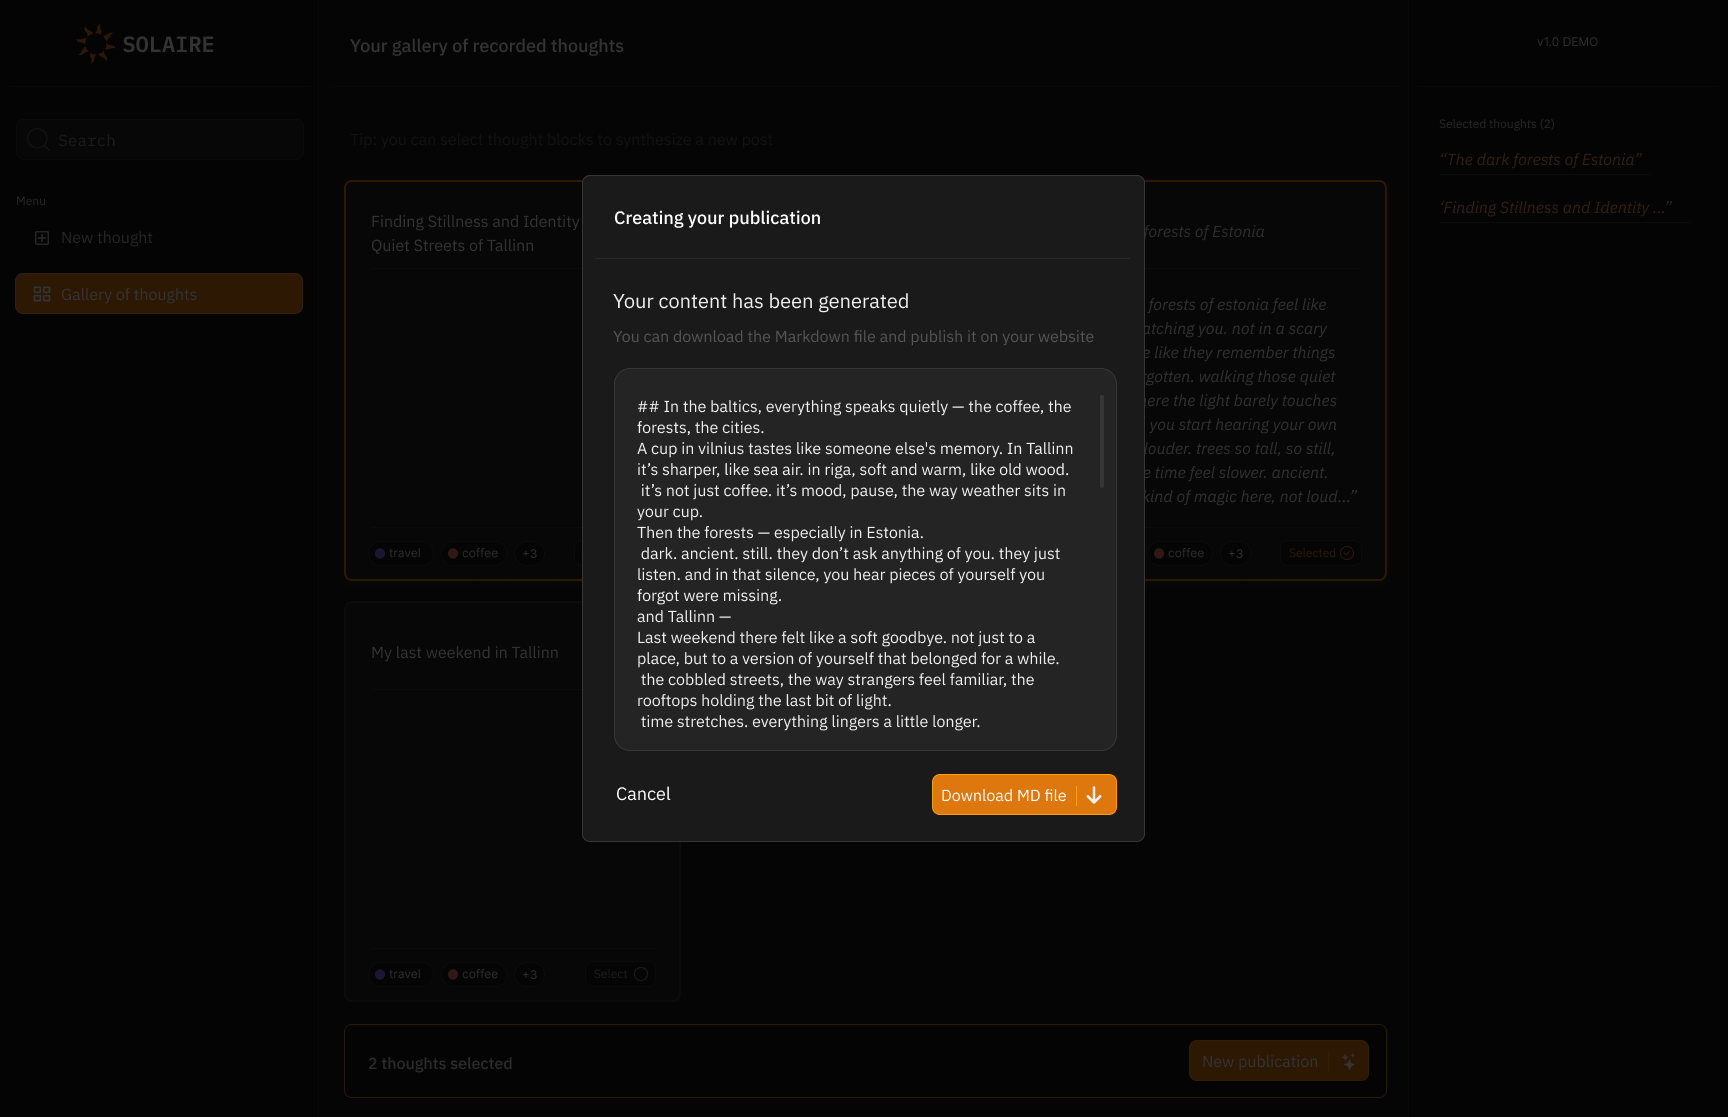 SOLAIRE
Your gallery of recorded thoughts
v1.0 DEMO
Search
Menu
New thought
Gallery of thoughts
Tip: you can select thought blocks to synthesize a new post
Selected thoughts (2)
“The dark forests of Estonia”
‘Finding Stillness and Identity ...”
Finding Stillness and Identity
Quiet Streets of Tallinn
travel
coffee
+3
forests of Estonia
forests of estonia feel like
atching you. not in a scary
e like they remember things
gotten. walking those quiet
ere the light barely touches
you start hearing your own
louder. trees so tall, so still,
e time feel slower. ancient.
kind of magic here, not loud...”
coffee
+3
Selected
My last weekend in Tallinn
travel
coffee
+3
Select
2 thoughts selected
New publication
Creating your publication
Your content has been generated
You can download the Markdown file and publish it on your website
## In the baltics, everything speaks quietly — the coffee, the
forests, the cities.
A cup in vilnius tastes like someone else's memory. In Tallinn
it’s sharper, like sea air. in riga, soft and warm, like old wood.
it’s not just coffee. it’s mood, pause, the way weather sits in
your cup.
Then the forests — especially in Estonia.
dark. ancient. still. they don’t ask anything of you. they just
listen. and in that silence, you hear pieces of yourself you
forgot were missing.
and Tallinn —
Last weekend there felt like a soft goodbye. not just to a
place, but to a version of yourself that belonged for a while.
the cobbled streets, the way strangers feel familiar, the
rooftops holding the last bit of light.
time stretches. everything lingers a little longer.
Cancel
Download MD file